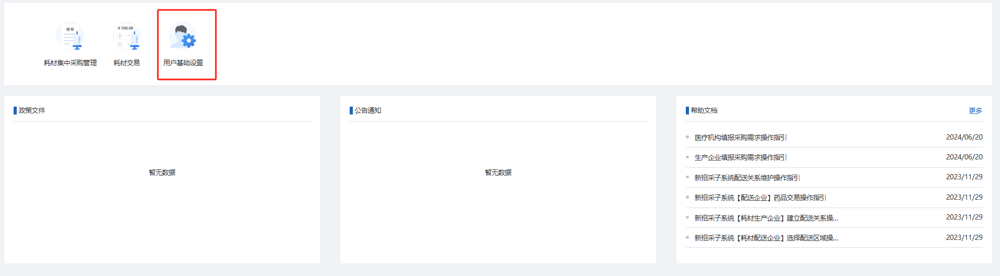 标书
¥ 100.00
耗材集中采购管理
耗材交易
用户基础设置
政策文件
暂无数据
公告通知
暂无数据
帮助文档
更多
医疗机构填报采购需求操作指引 2024/06/20
生产企业填报采购需求操作指引 2024/06/20
新招采子系统配送关系维护操作指引 2023/11/29
新招采子系统【配送企业】药品交易操作指引 2023/11/29
新招采子系统【耗材生产企业】建立配送关系操... 2023/11/29
新招采子系统【耗材配送企业】选择配送区域操... 2023/11/29